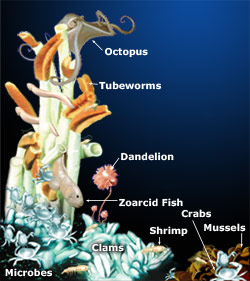 Octopus
Tubeworms
Dandelion
Zoarcid Fish
Crabs
Mussels
Shrimp
Clams
Microbes